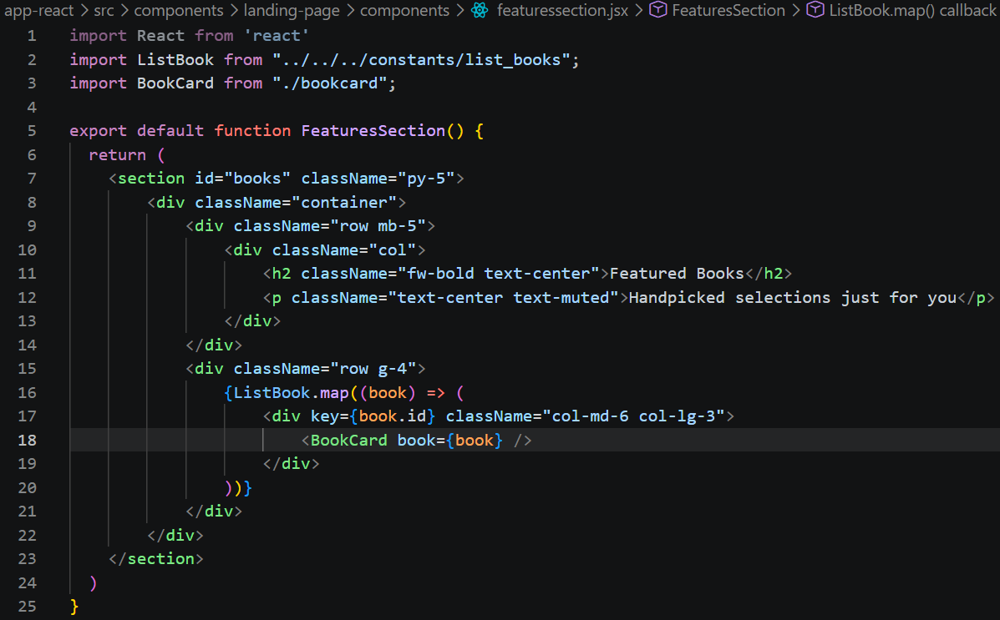 app-react > src > components > landing-page > components > featuressection.jsx > FeaturesSection > ListBook.map() callback
1 import React from 'react'
2 import ListBook from "../../../constants/list_books";
3 import BookCard from "./bookcard";
4
5 export default function FeaturesSection() {
6   return (
7     <section id="books" className="py-5">
8         <div className="container">
9             <div className="row mb-5">
10                 <div className="col">
11                     <h2 className="fw-bold text-center">Featured Books</h2>
12                     <p className="text-center text-muted">Handpicked selections just for you</p>
13                 </div>
14             </div>
15             <div className="row g-4">
16                 {ListBook.map((book) => (
17                     <div key={book.id} className="col-md-6 col-lg-3">
18                         <BookCard book={book} />
19                     </div>
20                 ))}
21             </div>
22         </div>
23     </section>
24   )
25 }